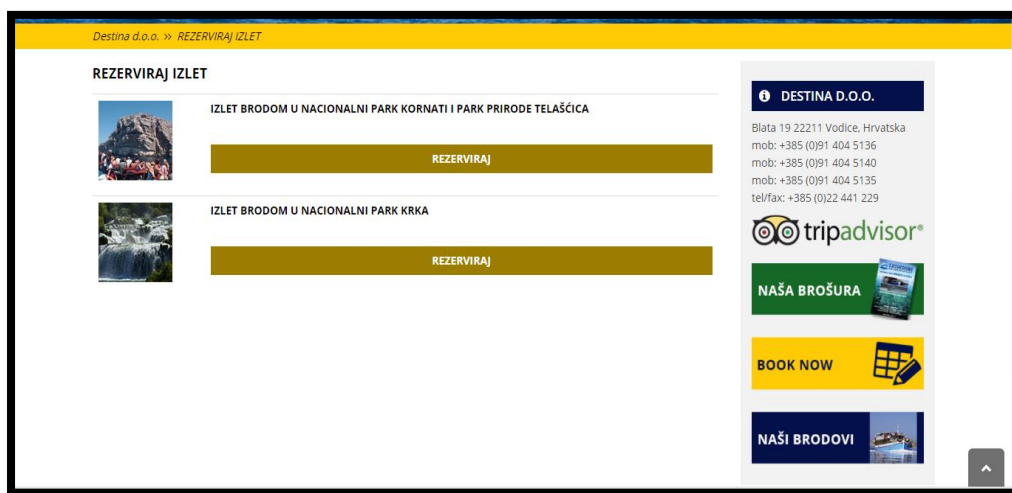 Destina d.o.o. » REZERVIRAJ IZLET
REZERVIRAJ IZLET
IZLET BRODOM U NACIONALNI PARK KORNATI I PARK PRIRODE TELAŠĆICA
REZERVIRAJ
IZLET BRODOM U NACIONALNI PARK KRKA
REZERVIRAJ
DESTINA D.O.O.
Blata 19 22211 Vodice, Hrvatska
mob: +385 (0)91 404 5136
mob: +385 (0)91 404 5140
mob: +385 (0)91 404 5135
tel/fax: +385 (0)22 441 229
tripadvisor®
NAŠA BROŠURA
BOOK NOW
NAŠI BRODOVI